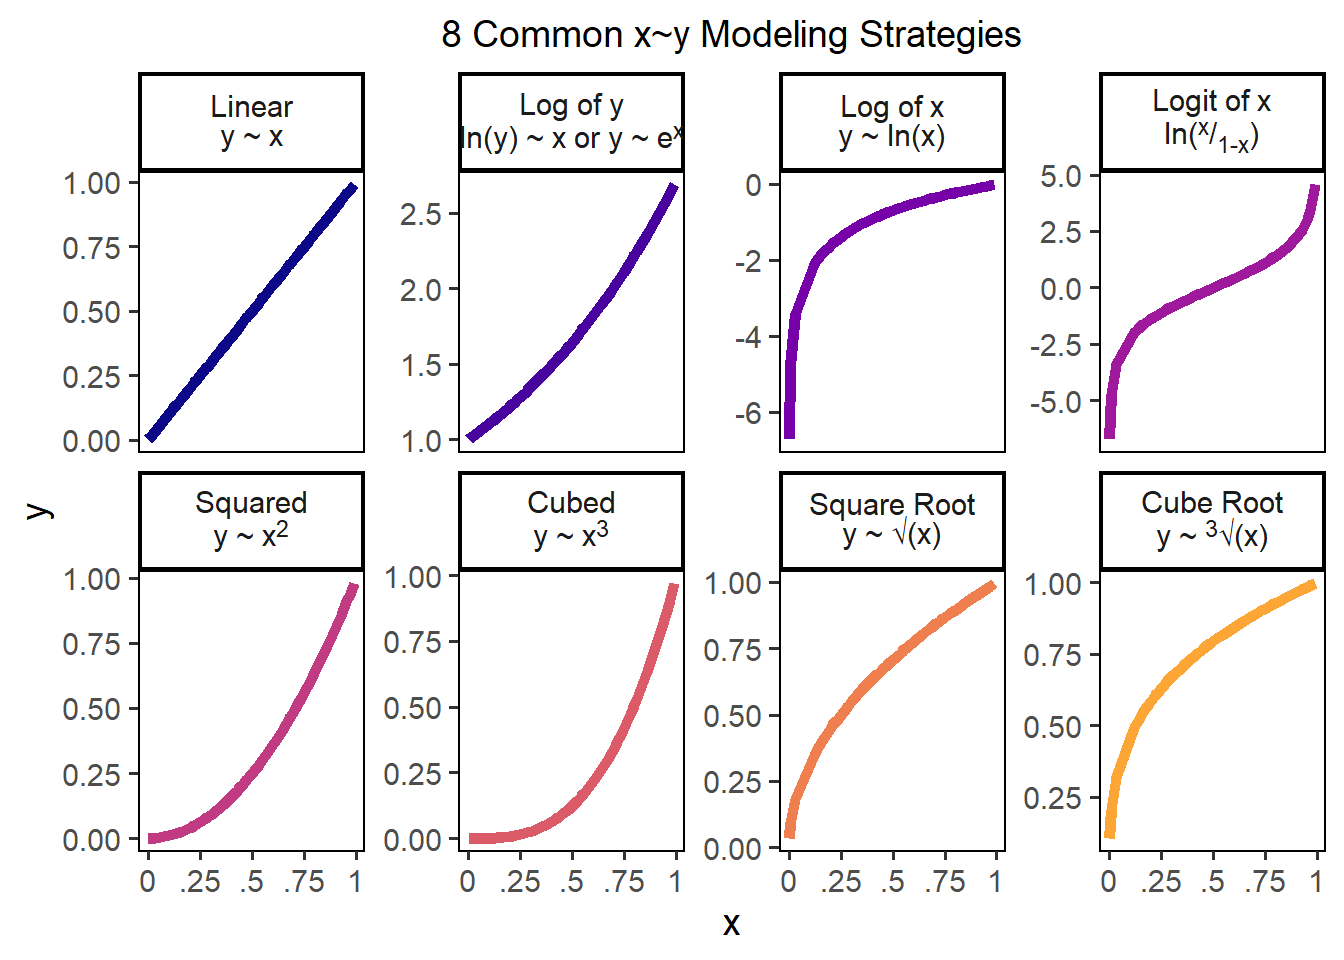 8 Common x~y Modeling Strategies
Linear
y ~ x
Log of y
ln(y) ~ x or y ~ eˣ
Log of x
y ~ ln(x)
Logit of x
ln(ˣ/₁₋ₓ)
1.00
0.75
0.50
0.25
0.00
2.5
2.0
1.5
1.0
0
-2
-4
-6
5.0
2.5
0.0
-2.5
-5.0
y
Squared
y ~ x²
Cubed
y ~ x³
Square Root
y ~ √(x)
Cube Root
y ~ ³√(x)
1.00
0.75
0.50
0.25
0.00
1.00
0.75
0.50
0.25
0.00
1.00
0.75
0.50
0.25
0.00
1.00
0.75
0.50
0.25
0 .25 .5 .75 1
0 .25 .5 .75 1
0 .25 .5 .75 1
0 .25 .5 .75 1
x